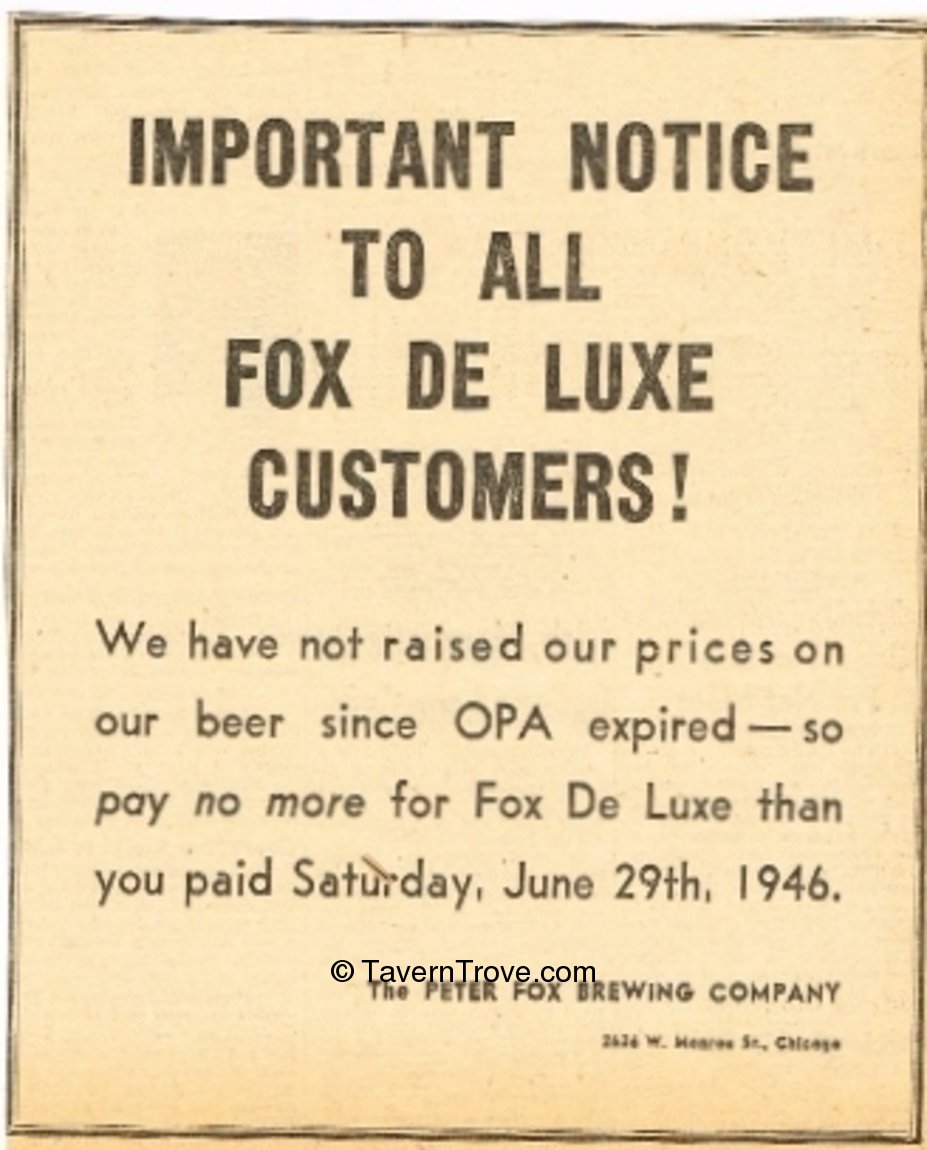 IMPORTANT NOTICE
TO ALL
FOX DE LUXE
CUSTOMERS!
We have not raised our prices on
our beer since OPA expired — so
pay no more for Fox De Luxe than
you paid Saturday, June 29th, 1946.
© TavernTrove.com
The PETER FOX BREWING COMPANY
2626 W. Monroe St., Chicago